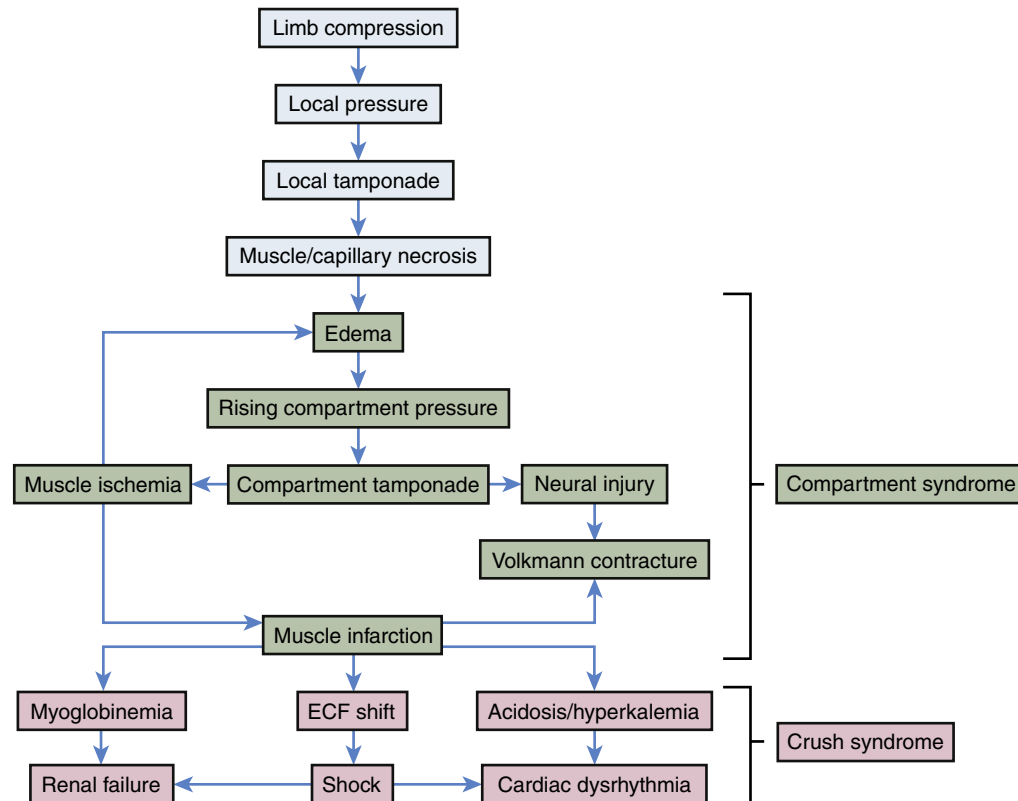 Limb compression
Local pressure
Local tamponade
Muscle/capillary necrosis
Edema
Rising compartment pressure
Muscle ischemia
Compartment tamponade
Neural injury
Compartment syndrome
Volkmann contracture
Muscle infarction
Myoglobinemia
ECF shift
Acidosis/hyperkalemia
Crush syndrome
Renal failure
Shock
Cardiac dysrhythmia